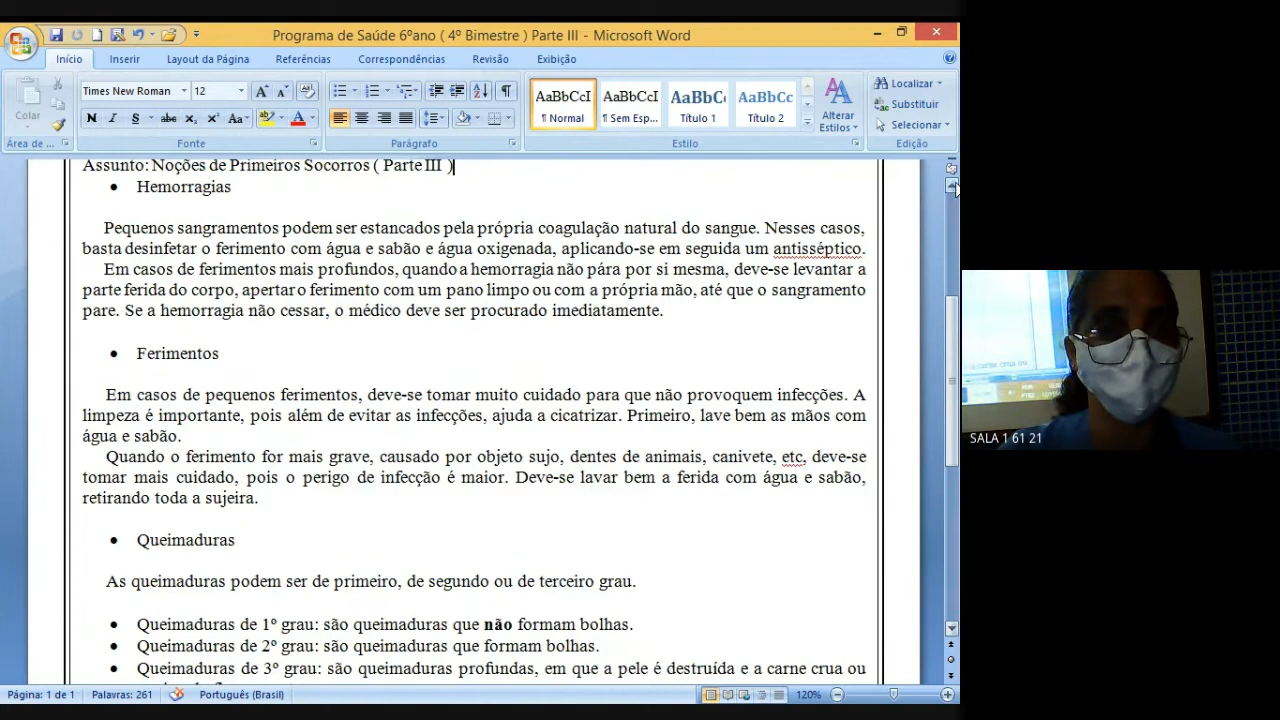 Programa de Saúde 6ºano ( 4º Bimestre ) Parte III - Microsoft Word
Início Inserir Layout da Página Referências Correspondências Revisão Exibição
Times New Roman 12
AaBbCcI AaBbCcI AaBbC AaBbCc
Localizar
Substituir
Selecionar
Colar
N I S abc x₂ x² Aa
¶ Normal ¶ Sem Esp... Título 1 Título 2
Alterar
Estilos
Área de... Fonte Parágrafo Estilo Edição
Assunto: Noções de Primeiros Socorros ( Parte III )
• Hemorragias
Pequenos sangramentos podem ser estancados pela própria coagulação natural do sangue. Nesses casos,
basta desinfetar o ferimento com água e sabão e água oxigenada, aplicando-se em seguida um antisséptico.
Em casos de ferimentos mais profundos, quando a hemorragia não pára por si mesma, deve-se levantar a
parte ferida do corpo, apertar o ferimento com um pano limpo ou com a própria mão, até que o sangramento
pare. Se a hemorragia não cessar, o médico deve ser procurado imediatamente.
• Ferimentos
Em casos de pequenos ferimentos, deve-se tomar muito cuidado para que não provoquem infecções. A
limpeza é importante, pois além de evitar as infecções, ajuda a cicatrizar. Primeiro, lave bem as mãos com
água e sabão.
Quando o ferimento for mais grave, causado por objeto sujo, dentes de animais, canivete, etc, deve-se
tomar mais cuidado, pois o perigo de infecção é maior. Deve-se lavar bem a ferida com água e sabão,
retirando toda a sujeira.
• Queimaduras
As queimaduras podem ser de primeiro, de segundo ou de terceiro grau.
• Queimaduras de 1º grau: são queimaduras que não formam bolhas.
• Queimaduras de 2º grau: são queimaduras que formam bolhas.
• Queimaduras de 3º grau: são queimaduras profundas, em que a pele é destruída e a carne crua ou
Página: 1 de 1 Palavras: 261 Português (Brasil) 120%
SALA 1 61 21